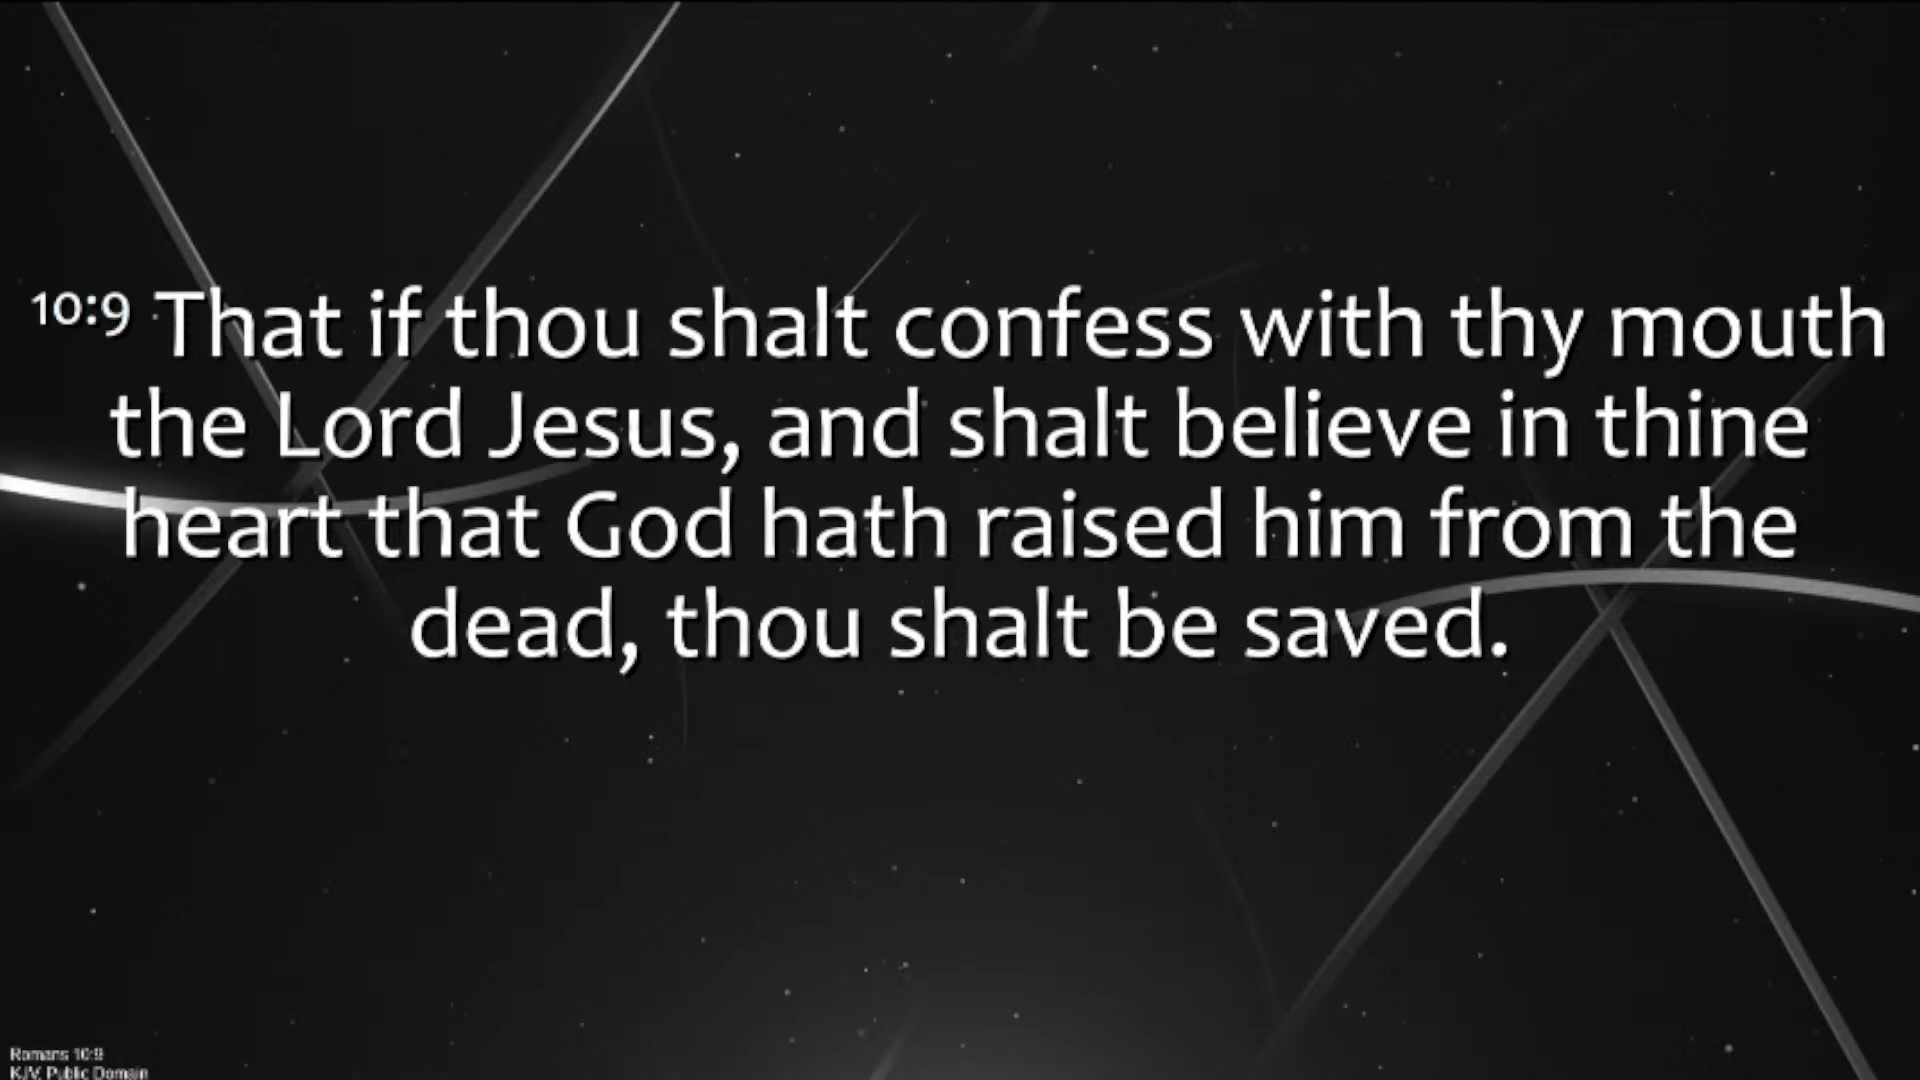 10:9 That if thou shalt confess with thy mouth
the Lord Jesus, and shalt believe in thine
heart that God hath raised him from the
dead, thou shalt be saved.
Romans 10:9
KJV, Public Domain